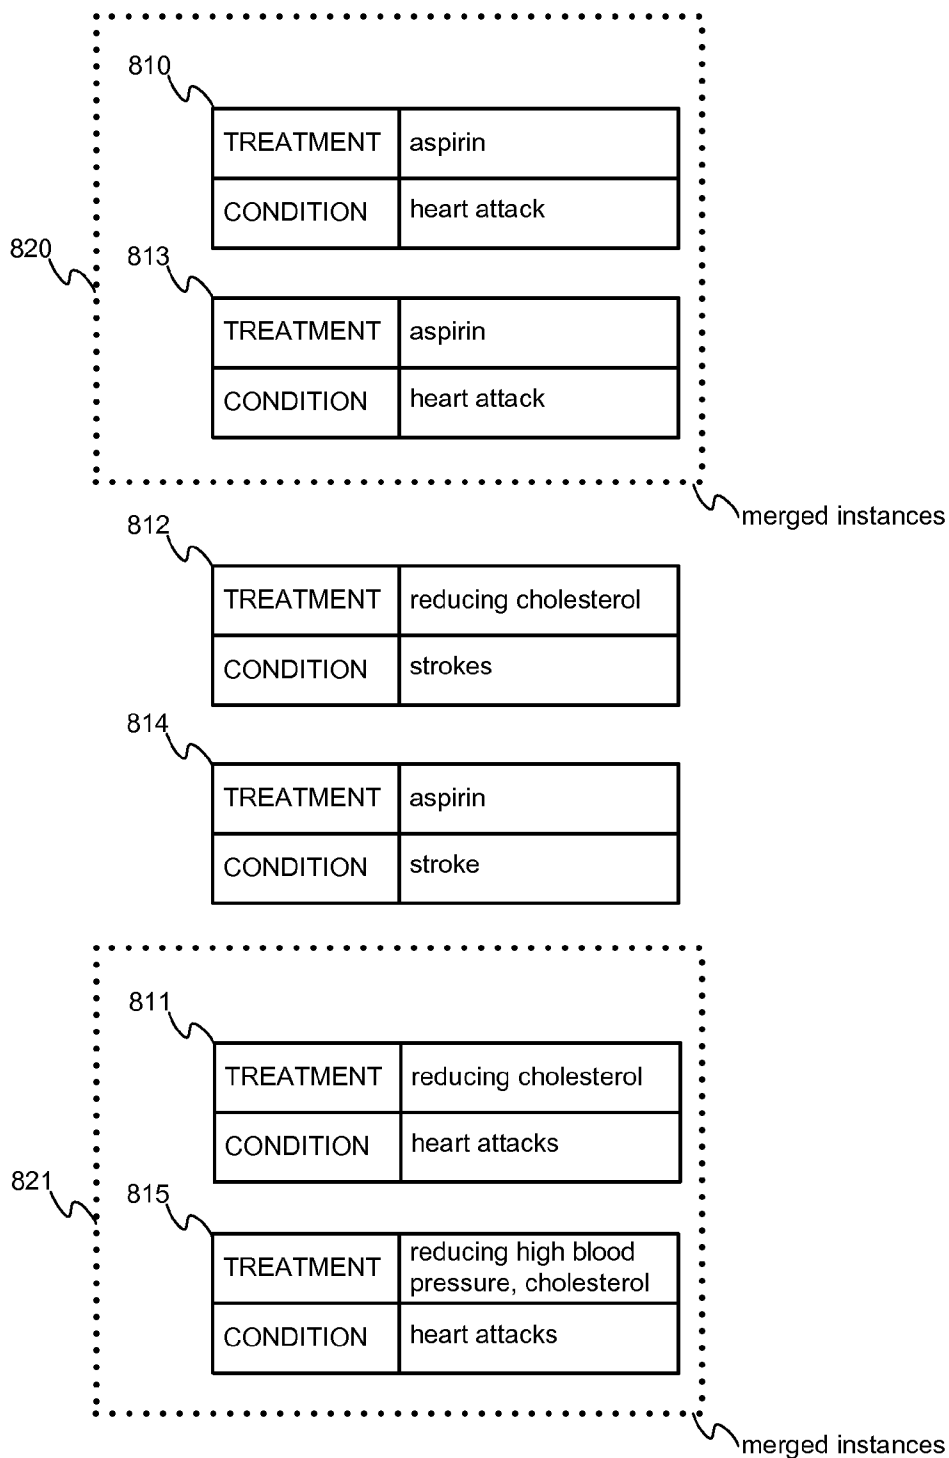 810
TREATMENT aspirin
CONDITION heart attack
820
813
TREATMENT aspirin
CONDITION heart attack
merged instances
812
TREATMENT reducing cholesterol
CONDITION strokes
814
TREATMENT aspirin
CONDITION stroke
811
TREATMENT reducing cholesterol
CONDITION heart attacks
821
815
TREATMENT reducing high blood
pressure, cholesterol
CONDITION heart attacks
merged instances